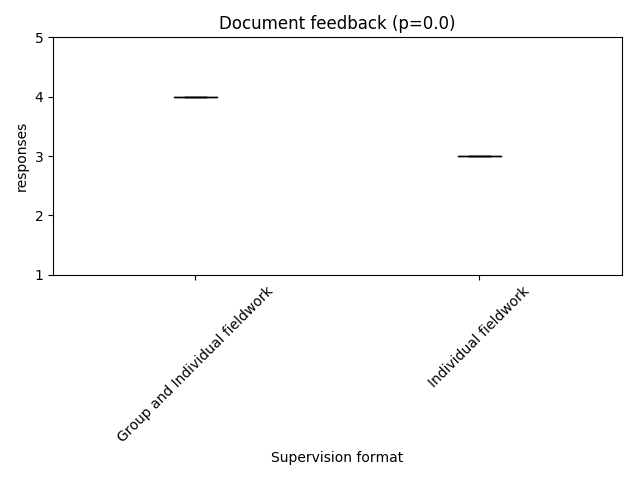 Document feedback (p=0.0)
5
4
3
2
1
responses
Group and Individual fieldwork
Individual fieldwork
Supervision format